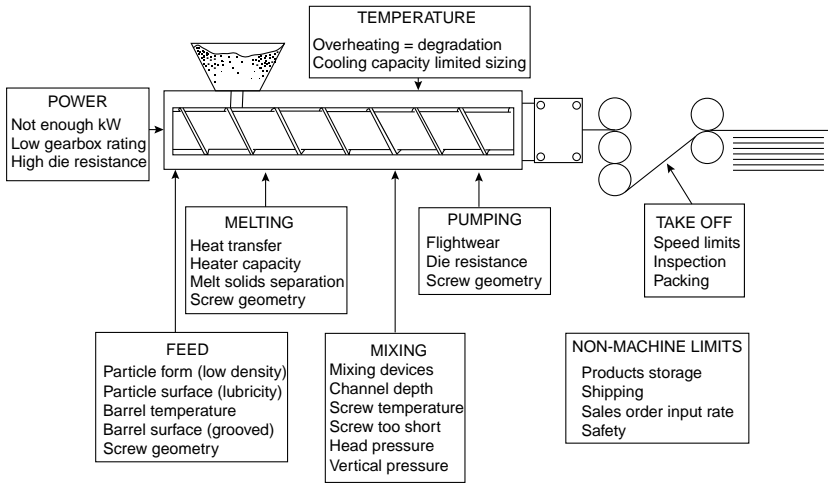 TEMPERATURE
Overheating = degradation
Cooling capacity limited sizing
POWER
Not enough kW
Low gearbox rating
High die resistance
MELTING
Heat transfer
Heater capacity
Melt solids separation
Screw geometry
PUMPING
Flightwear
Die resistance
Screw geometry
TAKE OFF
Speed limits
Inspection
Packing
FEED
Particle form (low density)
Particle surface (lubricity)
Barrel temperature
Barrel surface (grooved)
Screw geometry
MIXING
Mixing devices
Channel depth
Screw temperature
Screw too short
Head pressure
Vertical pressure
NON-MACHINE LIMITS
Products storage
Shipping
Sales order input rate
Safety